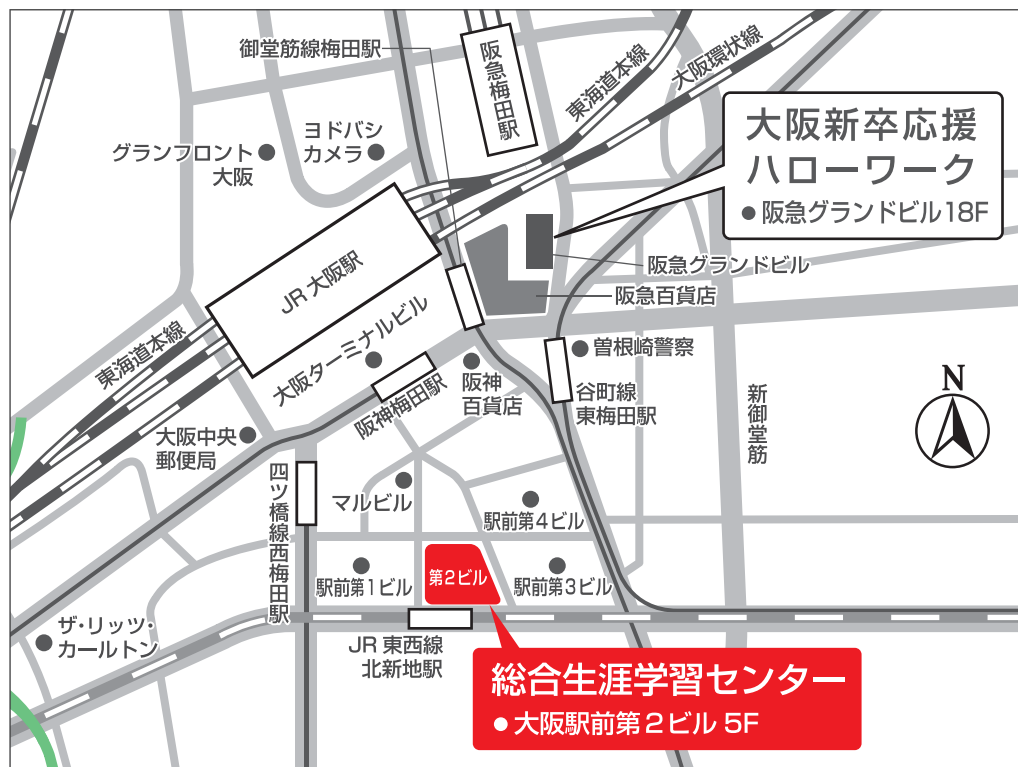 御堂筋線梅田駅
阪急梅田駅
東海道本線
大阪環状線
大阪新卒応援
ハローワーク
●阪急グランドビル18F
グランフロント
大阪
ヨドバシ
カメラ
JR大阪駅
阪急グランドビル
阪急百貨店
東海道本線
大阪ターミナルビル
阪神梅田駅
阪神
百貨店
曽根崎警察
谷町線
東梅田駅
新御堂筋
N
大阪中央
郵便局
四ツ橋線西梅田駅
マルビル
駅前第4ビル
駅前第1ビル
第2ビル
駅前第3ビル
ザ・リッツ・
カールトン
JR東西線
北新地駅
総合生涯学習センター
●大阪駅前第2ビル 5F